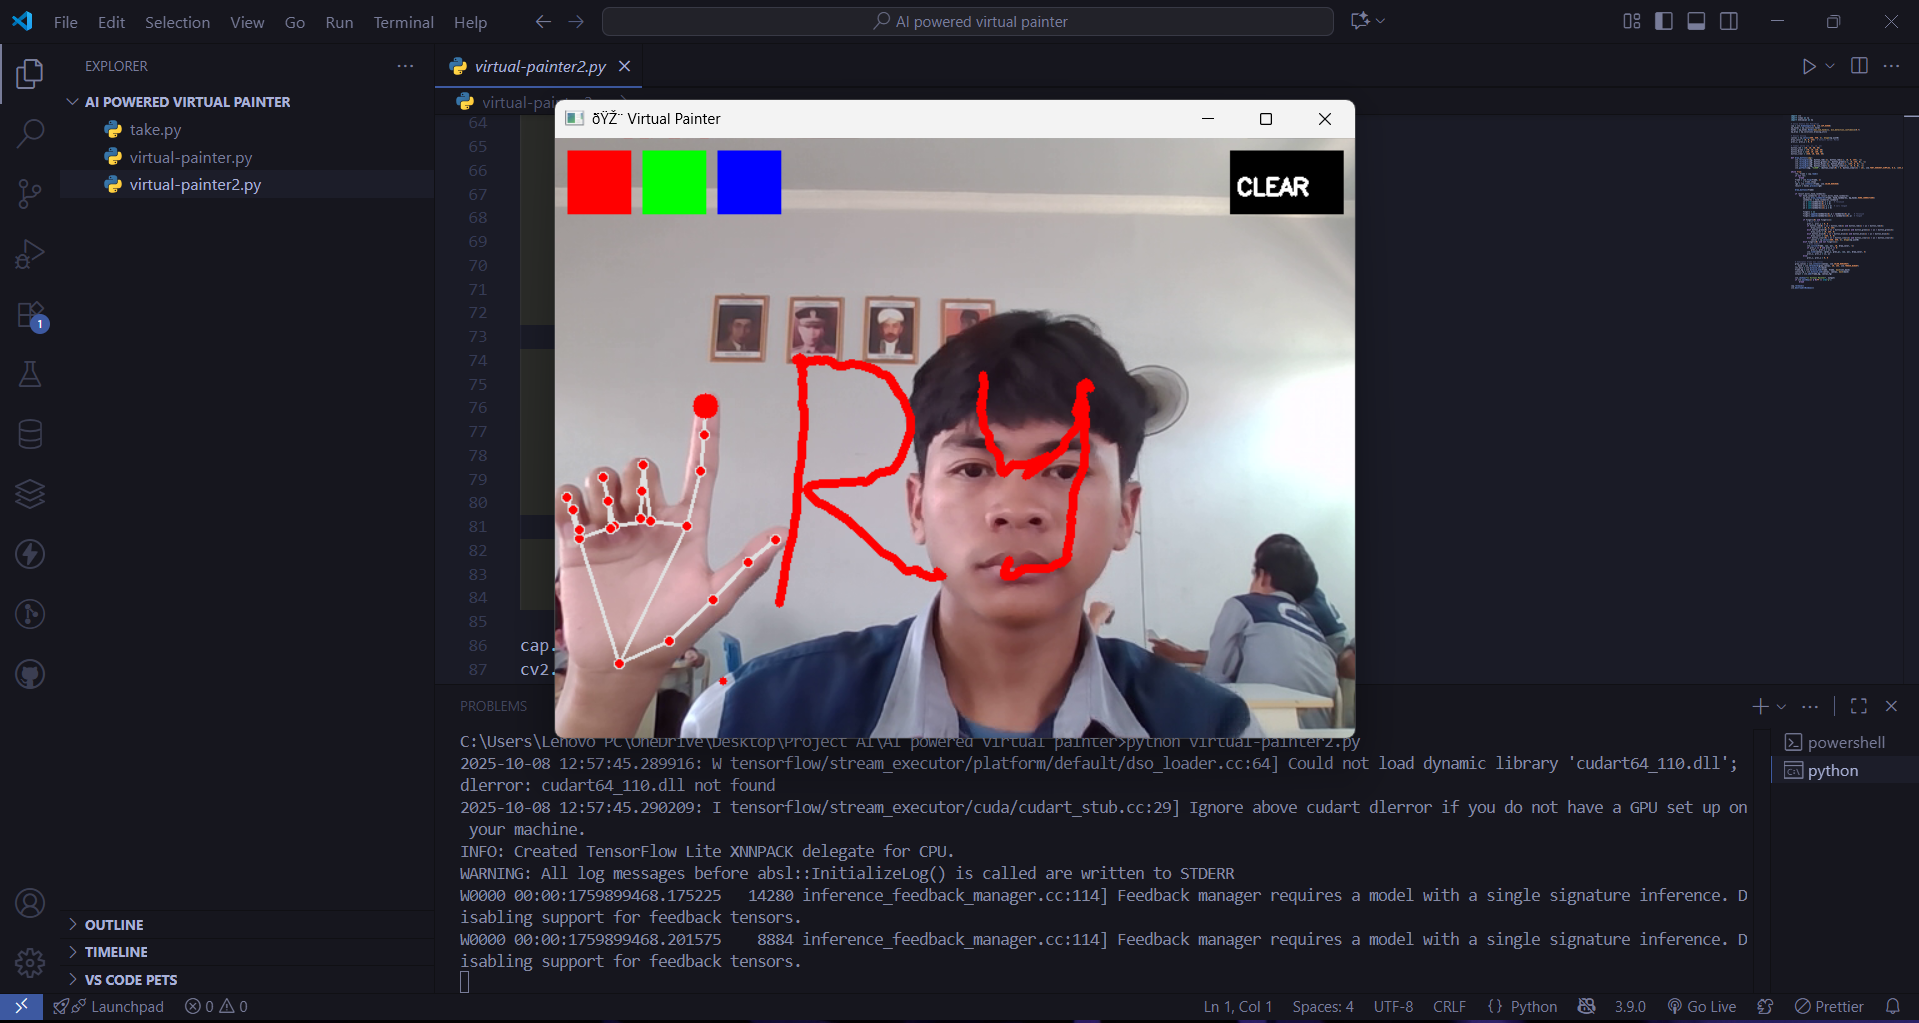 File Edit Selection View Go Run Terminal Help
AI powered virtual painter
EXPLORER
AI POWERED VIRTUAL PAINTER
take.py
virtual-painter.py
virtual-painter2.py
OUTLINE
TIMELINE
VS CODE PETS
virtual-painter2.py
virtual-pai
64
65
66
67
68
69
70
71
72
73
74
75
76
77
78
79
80
81
82
83
84
85
86 cap.
87 cv2.
ðŸŽ¨ Virtual Painter
CLEAR
RY
PROBLEMS
C:\Users\Lenovo PC\OneDrive\Desktop\Project AI\AI powered virtual painter>python virtual-painter2.py
2025-10-08 12:57:45.289916: W tensorflow/stream_executor/platform/default/dso_loader.cc:64] Could not load dynamic library 'cudart64_110.dll';
dlerror: cudart64_110.dll not found
2025-10-08 12:57:45.290209: I tensorflow/stream_executor/cuda/cudart_stub.cc:29] Ignore above cudart dlerror if you do not have a GPU set up on
your machine.
INFO: Created TensorFlow Lite XNNPACK delegate for CPU.
WARNING: All log messages before absl::InitializeLog() is called are written to STDERR
W0000 00:00:1759899468.175225 14280 inference_feedback_manager.cc:114] Feedback manager requires a model with a single signature inference. D
isabling support for feedback tensors.
W0000 00:00:1759899468.201575 8884 inference_feedback_manager.cc:114] Feedback manager requires a model with a single signature inference. D
isabling support for feedback tensors.
powershell
python
1
Launchpad 0 0
Ln 1, Col 1 Spaces: 4 UTF-8 CRLF {} Python 3.9.0 Go Live Prettier